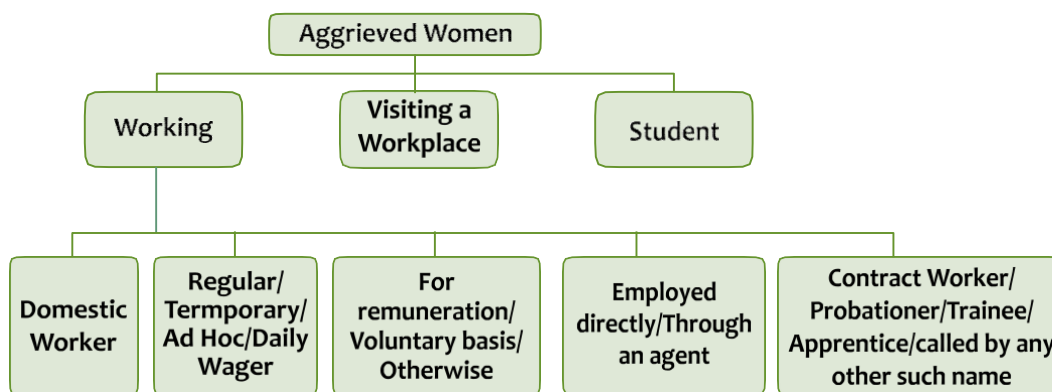 Aggrieved Women
Working
Visiting a
Workplace
Student
Domestic
Worker
Regular/
Termporary/
Ad Hoc/Daily
Wager
For
remuneration/
Voluntary basis/
Otherwise
Employed
directly/Through
an agent
Contract Worker/
Probationer/Trainee/
Apprentice/called by any
other such name